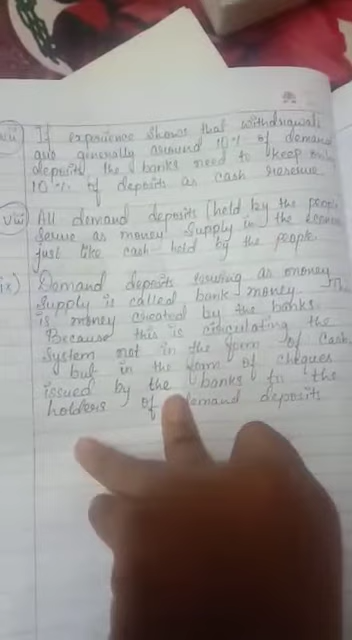 vii) If experience shows that withdrawals
are generally around 10% of demand
deposits the banks need to keep only
10% of deposits as cash reserve.
viii) All demand deposits (held by the people
serve as money supply in the
just like cash held by the people.
ix) Demand deposits issuing as money
supply is called bank money. This
is money created by the banks.
Because this is circulating the
system not in the form of cash
but in the form of cheques
issued by the banks to the
holders of demand deposits